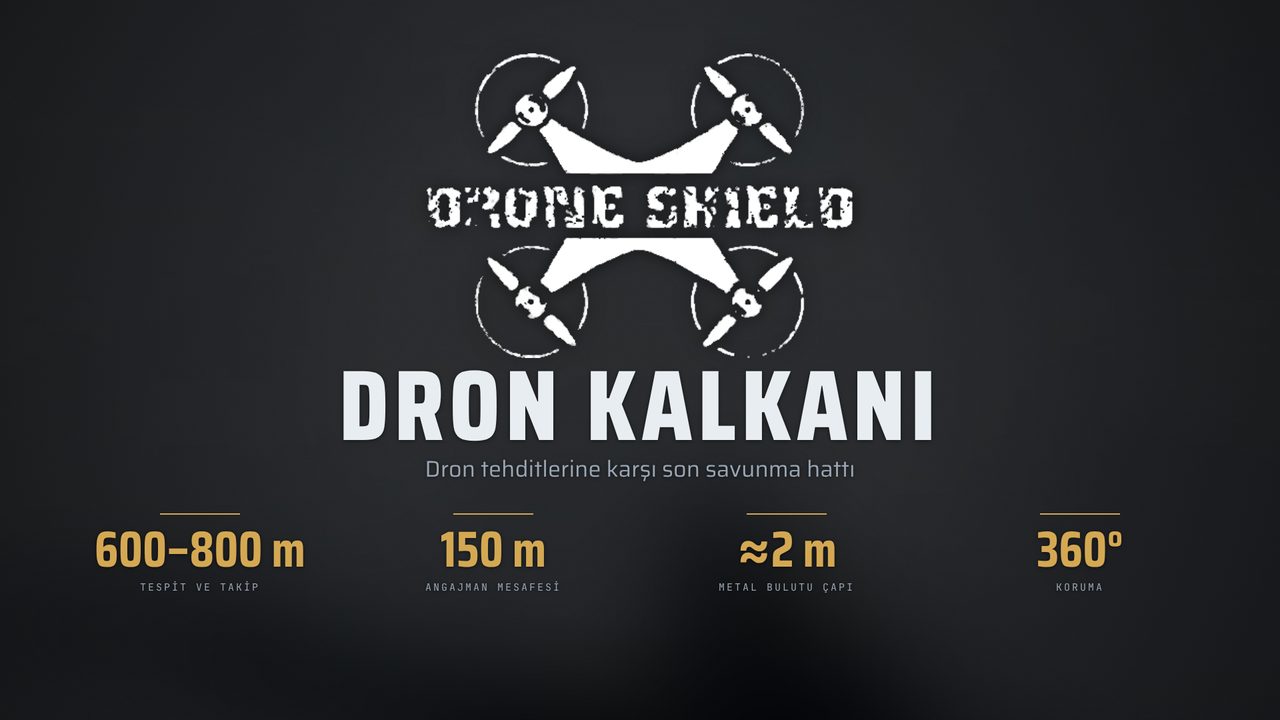 DRONE SHIELD
DRON KALKANI
Dron tehditlerine karşı son savunma hattı
600–800 m
TESPİT VE TAKİP
150 m
ANGAJMAN MESAFESİ
≈2 m
METAL BULUTU ÇAPI
360°
KORUMA